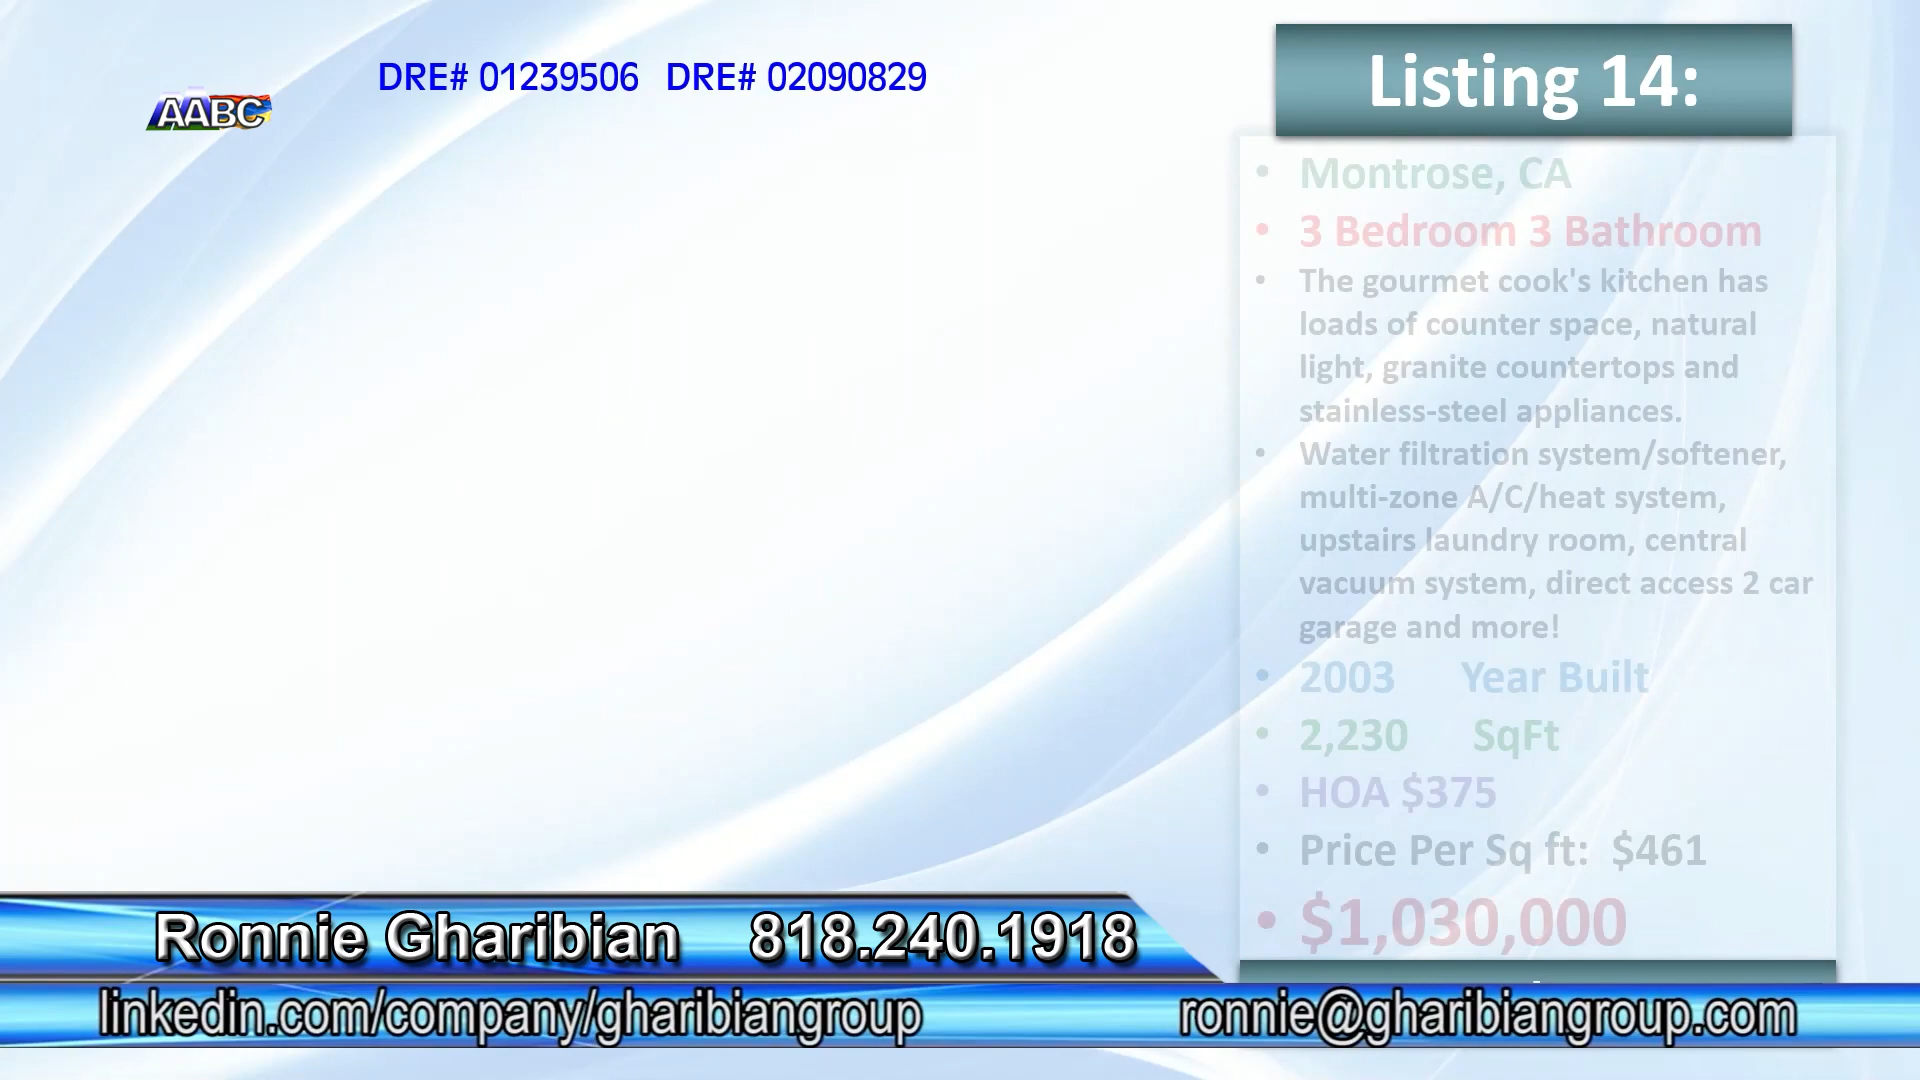 DRE# 01239506 DRE# 02090829
AABC
Listing 14:
• Montrose, CA
• 3 Bedroom 3 Bathroom
• The gourmet cook's kitchen has
loads of counter space, natural
light, granite countertops and
stainless-steel appliances.
• Water filtration system/softener,
multi-zone A/C/heat system,
upstairs laundry room, central
vacuum system, direct access 2 car
garage and more!
• 2003 Year Built
• 2,230 SqFt
• HOA $375
• Price Per Sq ft: $461
• $1,030,000
Ronnie Gharibian 818.240.1918
linkedin.com/company/gharibiangroup ronnie@gharibiangroup.com